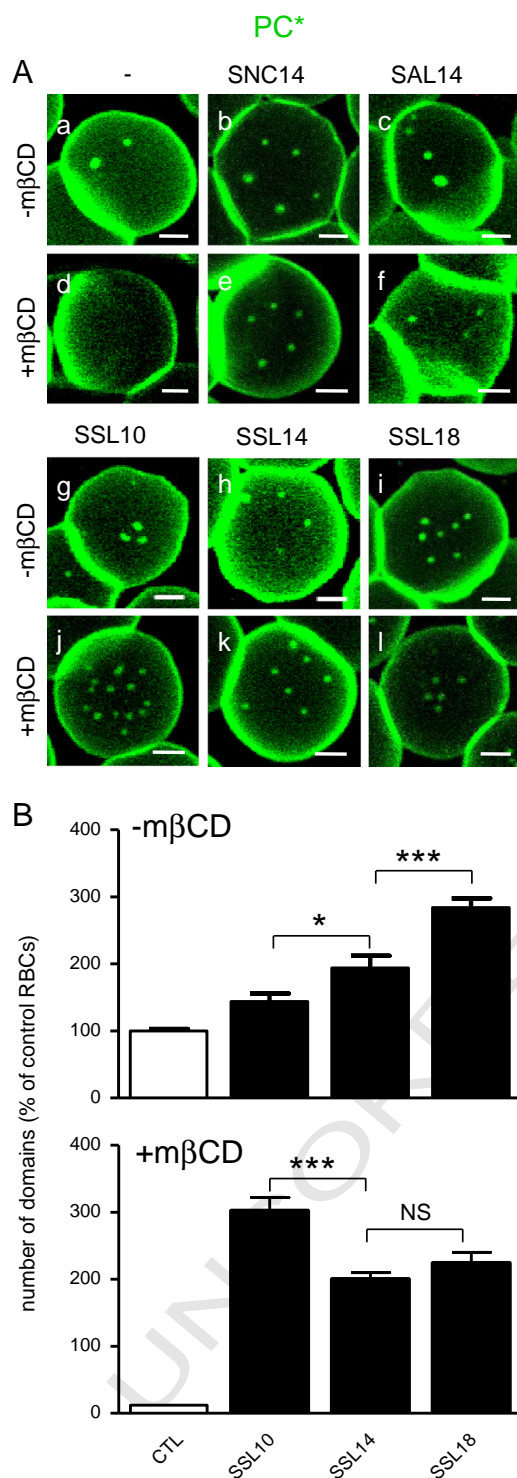 PC*
A
- SNC14 SAL14
-mβCD
a b c
+mβCD
d e f
SSL10 SSL14 SSL18
-mβCD
g h i
+mβCD
j k l
B
-mβCD
number of domains (% of control RBCs)
400
300
200
100
0
*
***
+mβCD
400
300
200
100
0
***
NS
CTL SSL10 SSL14 SSL18